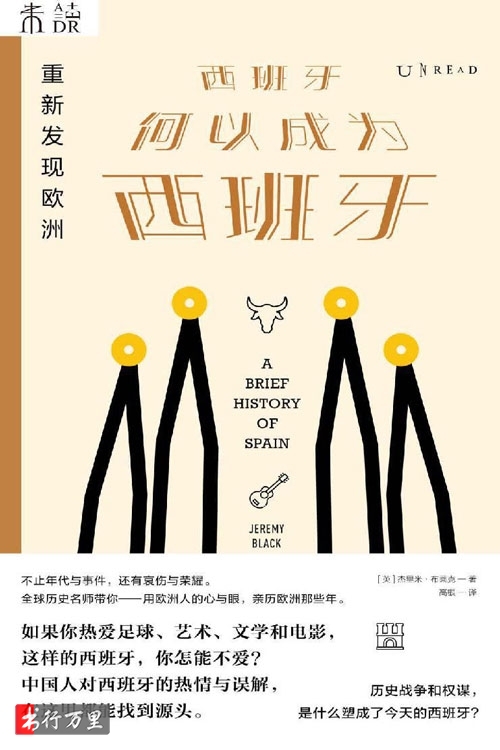 未读
UNREAD
重新发现欧洲
西班牙
何以成为
西班牙
A
BRIEF
HISTORY
OF
SPAIN
JEREMY
BLACK
不止年代与事件，还有哀伤与荣耀。
全球历史名师带你——用欧洲人的心与眼，亲历欧洲那些年。
[英]杰里米·布莱克—著
高银—译
如果你热爱足球、艺术、文学和电影，
这样的西班牙，你怎能不爱？
中国人对西班牙的热情与误解，
能找到源头。
历史战争和权谋，
是什么塑成了今天的西班牙？
书行万里